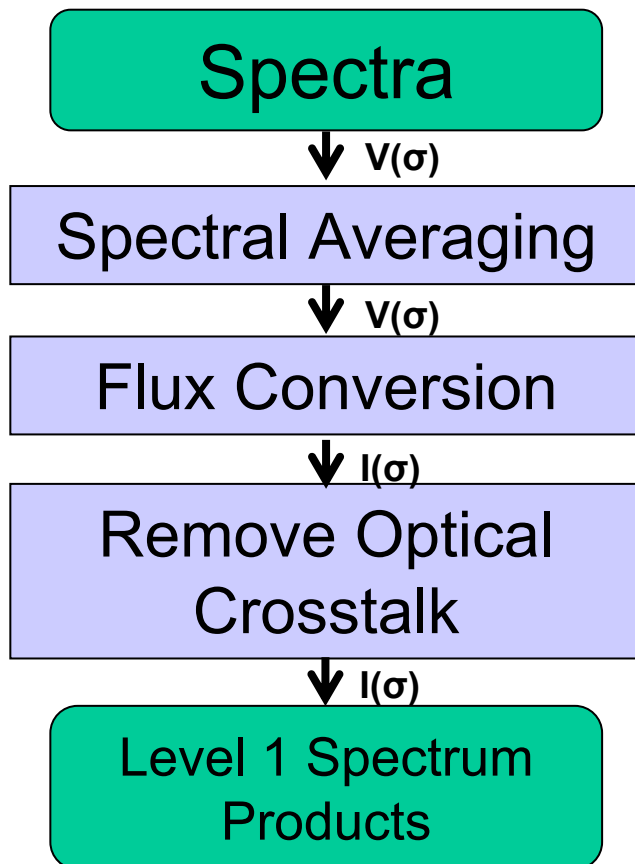 Spectra
V(σ)
Spectral Averaging
V(σ)
Flux Conversion
I(σ)
Remove Optical
Crosstalk
I(σ)
Level 1 Spectrum
Products